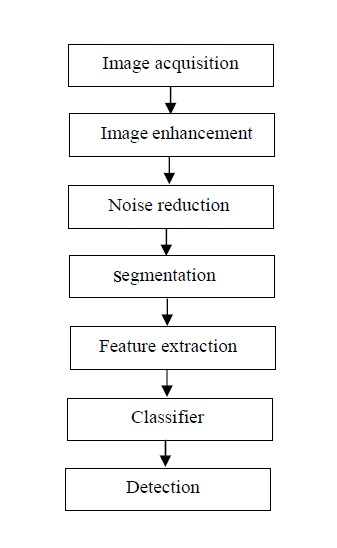 Image acquisition
Image enhancement
Noise reduction
Segmentation
Feature extraction
Classifier
Detection